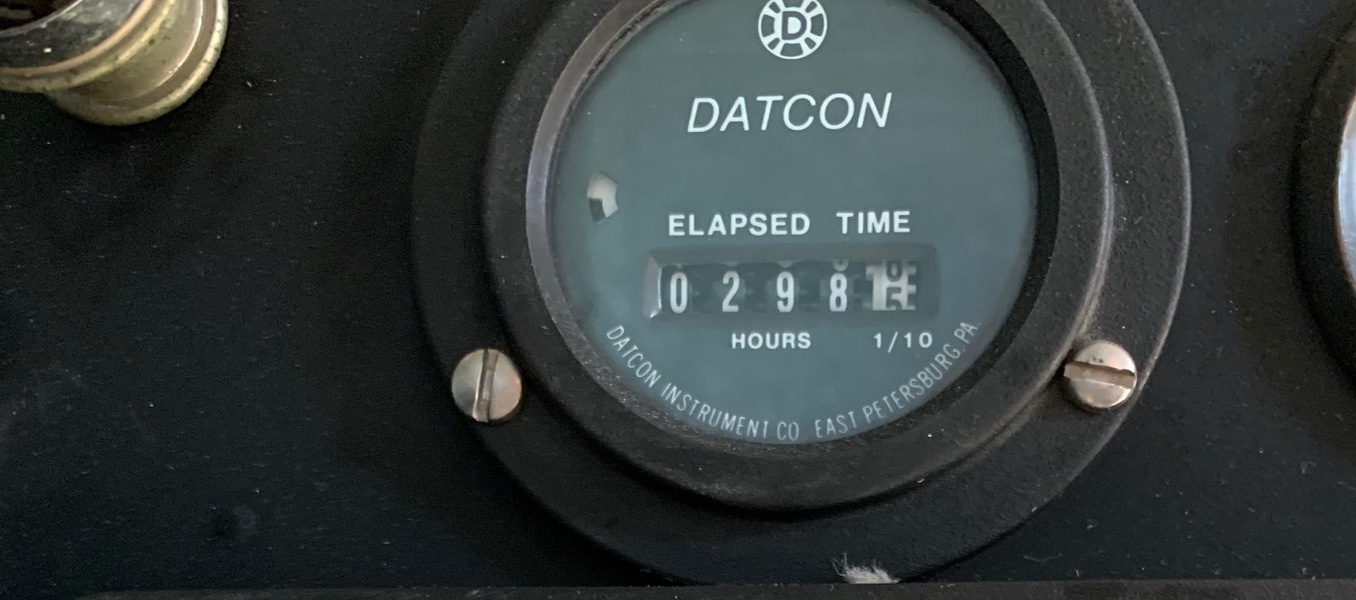 D
DATCON
ELAPSED TIME
0298
HOURS 1/10
DATCON INSTRUMENT CO EAST PETERSBURG, PA